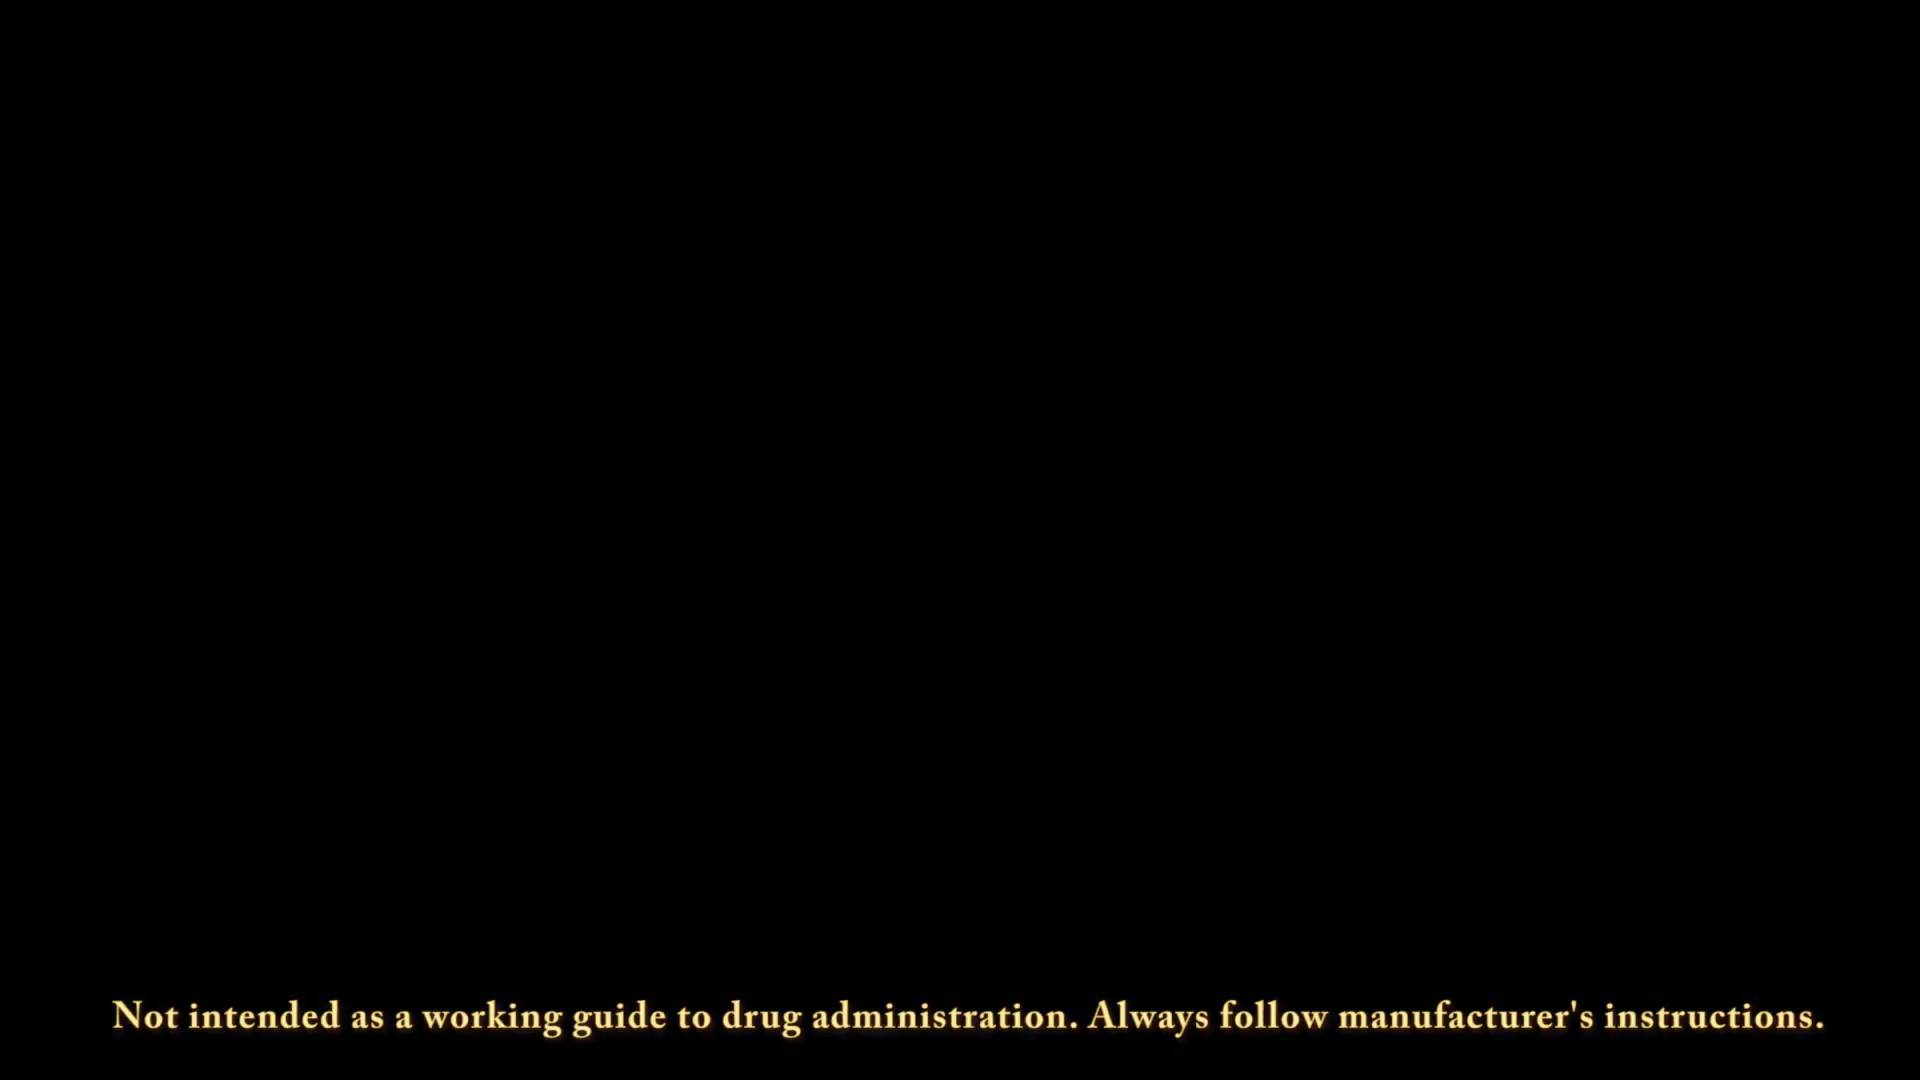 Not intended as a working guide to drug administration. Always follow manufacturer's instructions.